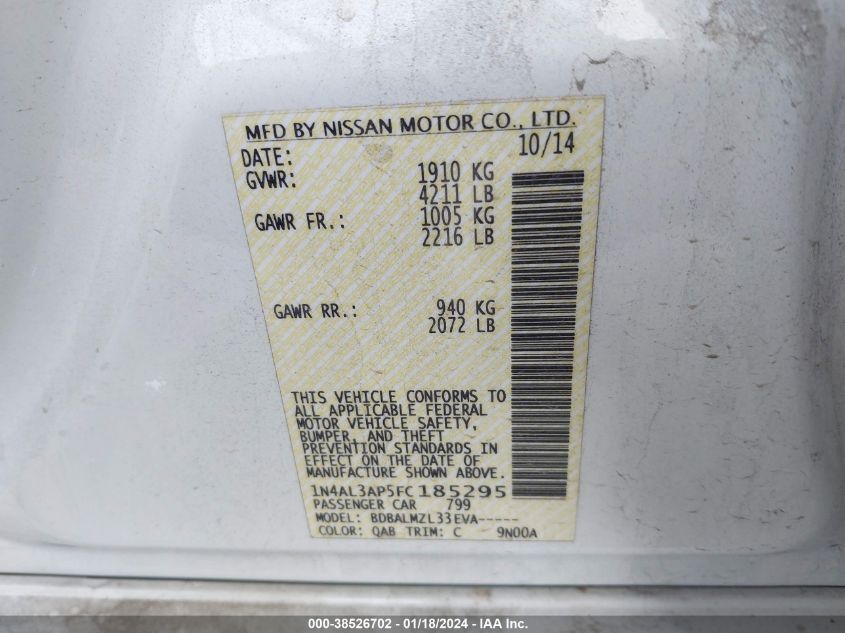 MFD BY NISSAN MOTOR CO., LTD.
DATE: 10/14
GVWR: 1910 KG
4211 LB
GAWR FR.: 1005 KG
2216 LB
GAWR RR.: 940 KG
2072 LB
THIS VEHICLE CONFORMS TO
ALL APPLICABLE FEDERAL
MOTOR VEHICLE SAFETY,
BUMPER, AND THEFT
PREVENTION STANDARDS IN
EFFECT ON THE DATE OF
MANUFACTURE SHOWN ABOVE.
1N4AL3AP5FC185295
PASSENGER CAR 799
MODEL: BDBALMZL33EVA-----
COLOR: QAB TRIM: C 9N00A
000-38526702 - 01/18/2024 - IAA Inc.